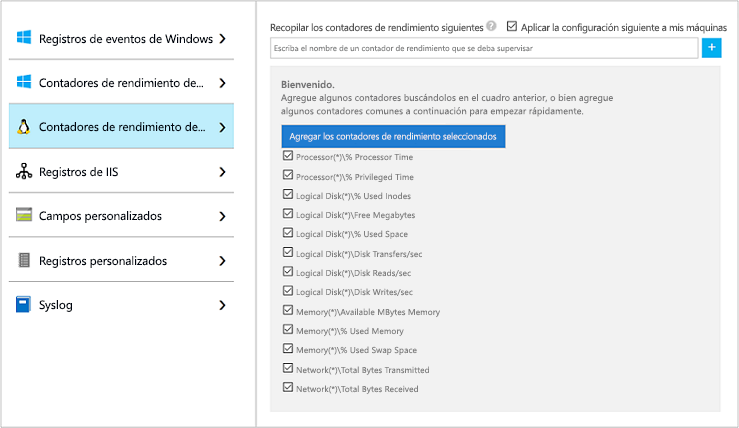 Registros de eventos de Windows
Contadores de rendimiento de...
Contadores de rendimiento de...
Registros de IIS
Campos personalizados
Registros personalizados
Syslog
Recopilar los contadores de rendimiento siguientes ? Aplicar la configuración siguiente a mis máquinas
Escriba el nombre de un contador de rendimiento que se deba supervisar
+
Bienvenido.
Agregue algunos contadores buscándolos en el cuadro anterior, o bien agregue
algunos contadores comunes a continuación para empezar rápidamente.
Agregar los contadores de rendimiento seleccionados
Processor(*)\% Processor Time
Processor(*)\% Privileged Time
Logical Disk(*)\% Used Inodes
Logical Disk(*)\Free Megabytes
Logical Disk(*)\% Used Space
Logical Disk(*)\Disk Transfers/sec
Logical Disk(*)\Disk Reads/sec
Logical Disk(*)\Disk Writes/sec
Memory(*)\Available MBytes Memory
Memory(*)\% Used Memory
Memory(*)\% Used Swap Space
Network(*)\Total Bytes Transmitted
Network(*)\Total Bytes Received